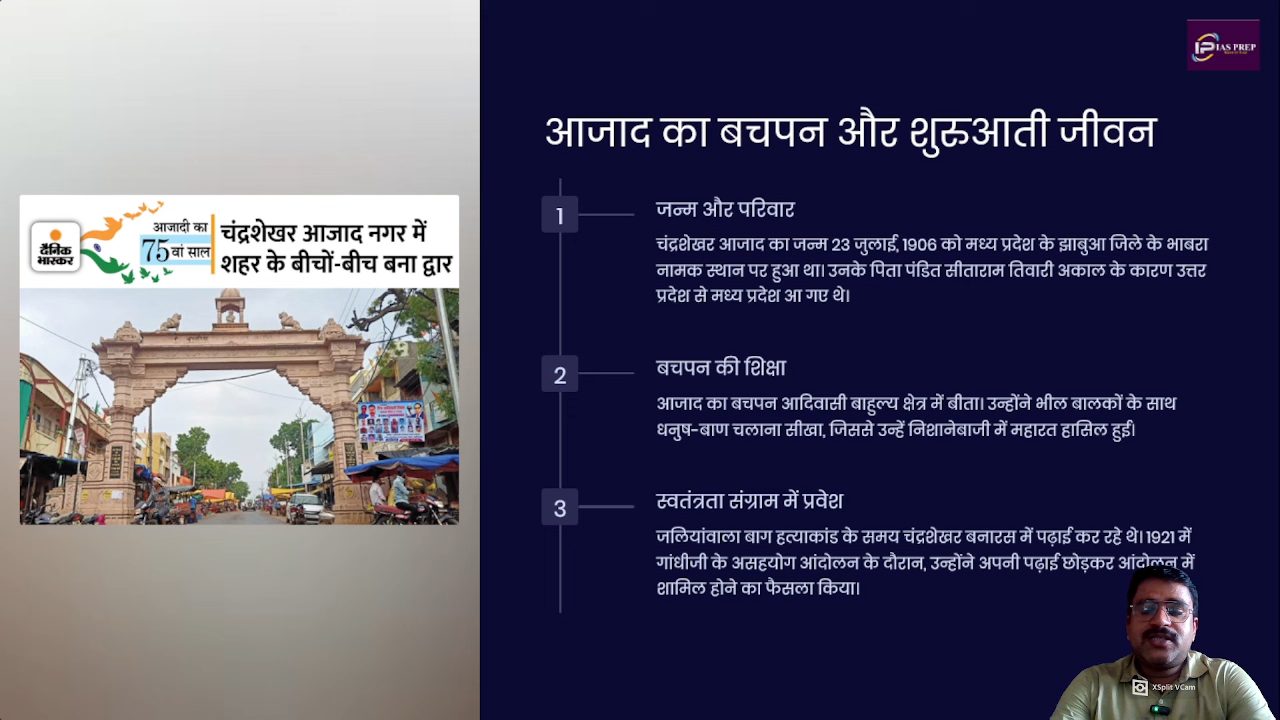 दैनिक
भास्कर
आजादी का
75वां साल
चंद्रशेखर आजाद नगर में
शहर के बीचों-बीच बना द्वार
IP IAS PREP
आजाद का बचपन और शुरुआती जीवन
1
जन्म और परिवार
चंद्रशेखर आजाद का जन्म 23 जुलाई, 1906 को मध्य प्रदेश के झाबुआ जिले के भाबरा
नामक स्थान पर हुआ था। उनके पिता पंडित सीताराम तिवारी अकाल के कारण उत्तर
प्रदेश से मध्य प्रदेश आ गए थे।
2
बचपन की शिक्षा
आजाद का बचपन आदिवासी बाहुल्य क्षेत्र में बीता। उन्होंने भील बालकों के साथ
धनुष-बाण चलाना सीखा, जिससे उन्हें निशानेबाजी में महारत हासिल हुई।
3
स्वतंत्रता संग्राम में प्रवेश
जलियांवाला बाग हत्याकांड के समय चंद्रशेखर बनारस में पढ़ाई कर रहे थे। 1921 में
गांधीजी के असहयोग आंदोलन के दौरान, उन्होंने अपनी पढ़ाई छोड़कर आंदोलन में
शामिल होने का फैसला किया।
XSplit VCam